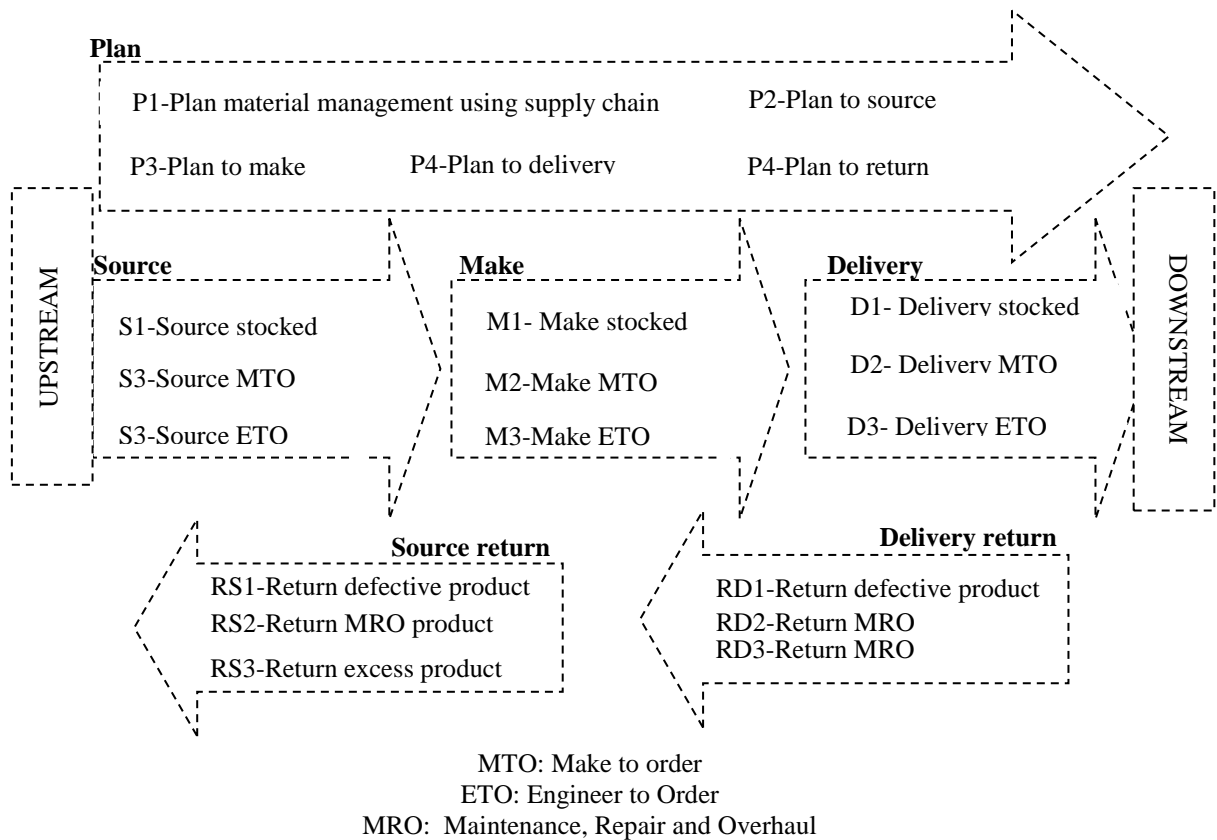 Plan
P1-Plan material management using supply chain
P2-Plan to source
P3-Plan to make
P4-Plan to delivery
P4-Plan to return
UPSTREAM
Source
S1-Source stocked
S3-Source MTO
S3-Source ETO
Make
M1- Make stocked
M2-Make MTO
M3-Make ETO
Delivery
D1- Delivery stocked
D2- Delivery MTO
D3- Delivery ETO
DOWNSTREAM
Source return
RS1-Return defective product
RS2-Return MRO product
RS3-Return excess product
Delivery return
RD1-Return defective product
RD2-Return MRO
RD3-Return MRO
MTO: Make to order
ETO: Engineer to Order
MRO:  Maintenance, Repair and Overhaul